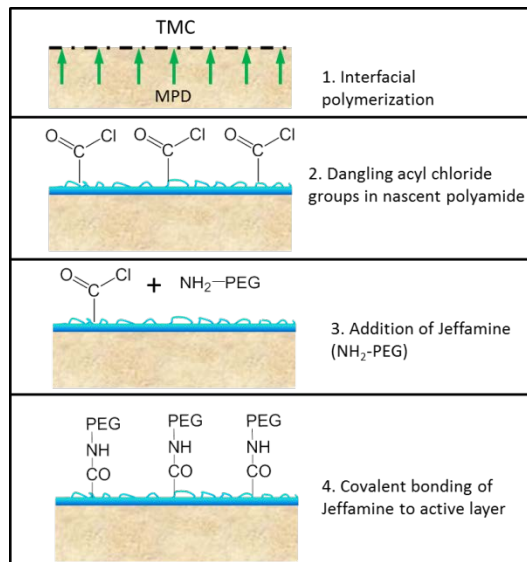 TMC
MPD
1. Interfacial
polymerization
O Cl
C
O Cl
C
O Cl
C
2. Dangling acyl chloride
groups in nascent polyamide
O Cl
C
+ NH2-PEG
3. Addition of Jeffamine
(NH2-PEG)
PEG PEG PEG
NH NH NH
CO CO CO
4. Covalent bonding of
Jeffamine to active layer